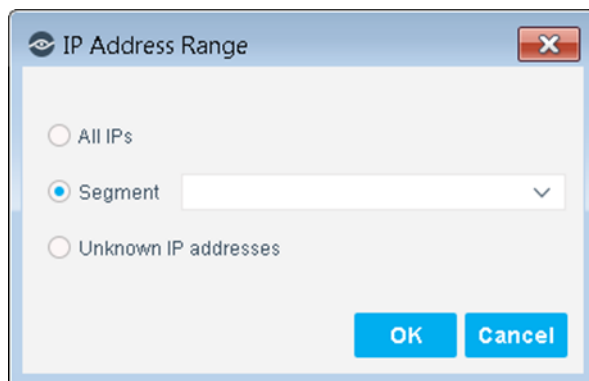 IP Address Range
All IPs
Segment
Unknown IP addresses
OK Cancel